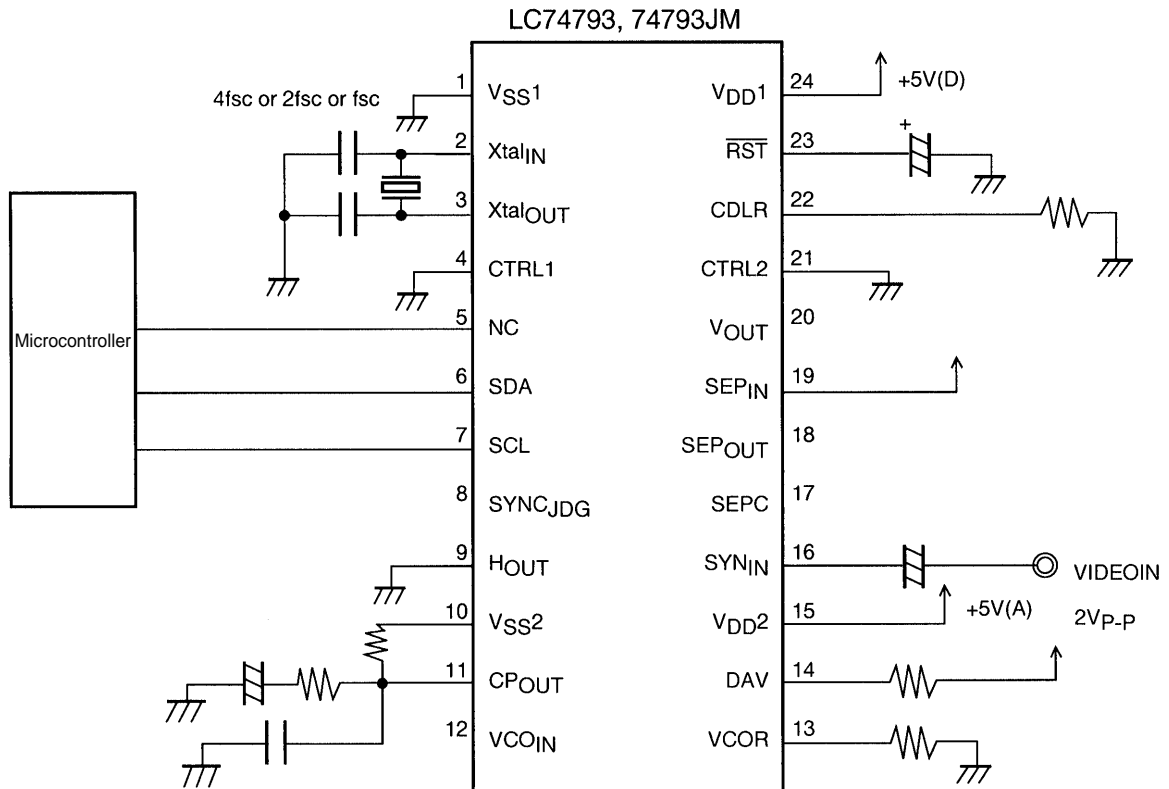 LC74793, 74793JM
1 VSS1
4fsc or 2fsc or fsc
2 XtalIN
3 XtalOUT
4 CTRL1
Microcontroller
5 NC
6 SDA
7 SCL
8 SYNCJDG
9 HOUT
10 VSS2
11 CPOUT
12 VCOIN
VDD1 24 +5V(D)
RST 23 +
CDLR 22
CTRL2 21
VOUT 20
SEPIN 19
SEPOUT 18
SEPC 17
SYNIN 16 VIDEOIN
VDD2 15 +5V(A) 2VP-P
DAV 14
VCOR 13